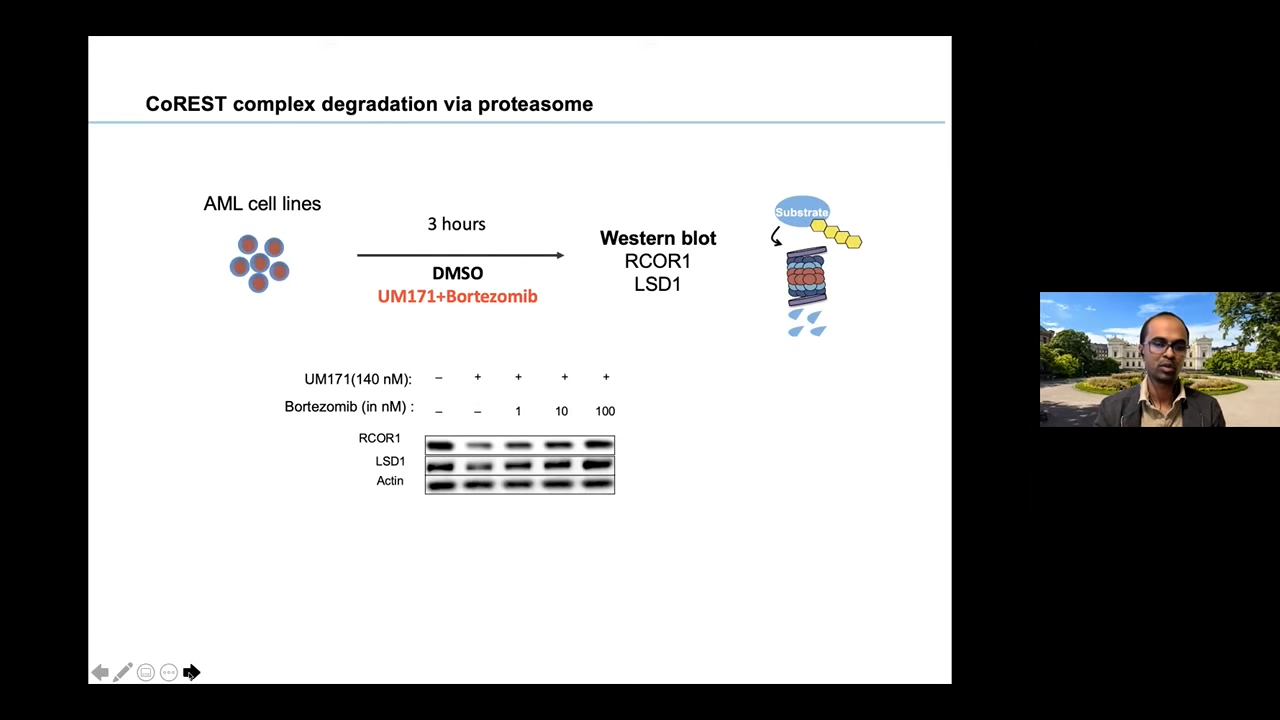 CoREST complex degradation via proteasome
AML cell lines
3 hours
DMSO
UM171+Bortezomib
Western blot
RCOR1
LSD1
Substrate
UM171(140 nM): – + + + +
Bortezomib (in nM) : – – 1 10 100
RCOR1
LSD1
Actin